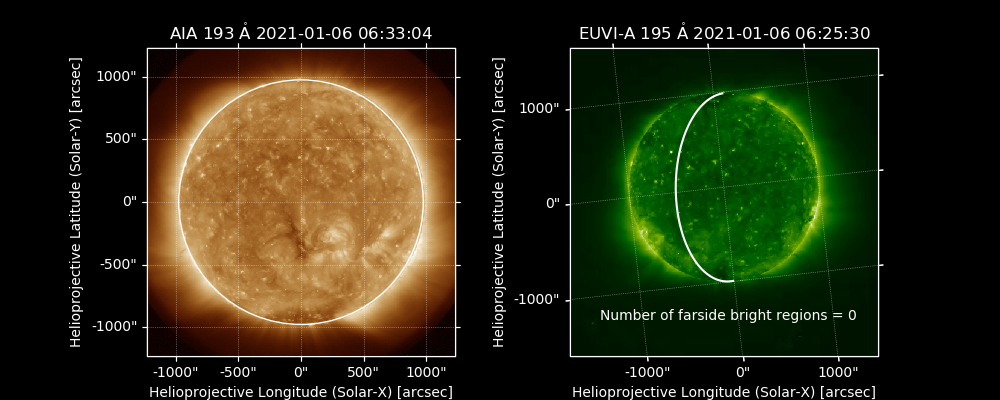 AIA 193 Å 2021-01-06 06:33:04
Helioprojective Latitude (Solar-Y) [arcsec]
1000"
500"
0"
-500"
-1000"
-1000"
-500"
0"
500"
1000"
Helioprojective Longitude (Solar-X) [arcsec]
EUVI-A 195 Å 2021-01-06 06:25:30
Helioprojective Latitude (Solar-Y) [arcsec]
1000"
0"
-1000"
Number of farside bright regions = 0
-1000"
0"
1000"
Helioprojective Longitude (Solar-X) [arcsec]